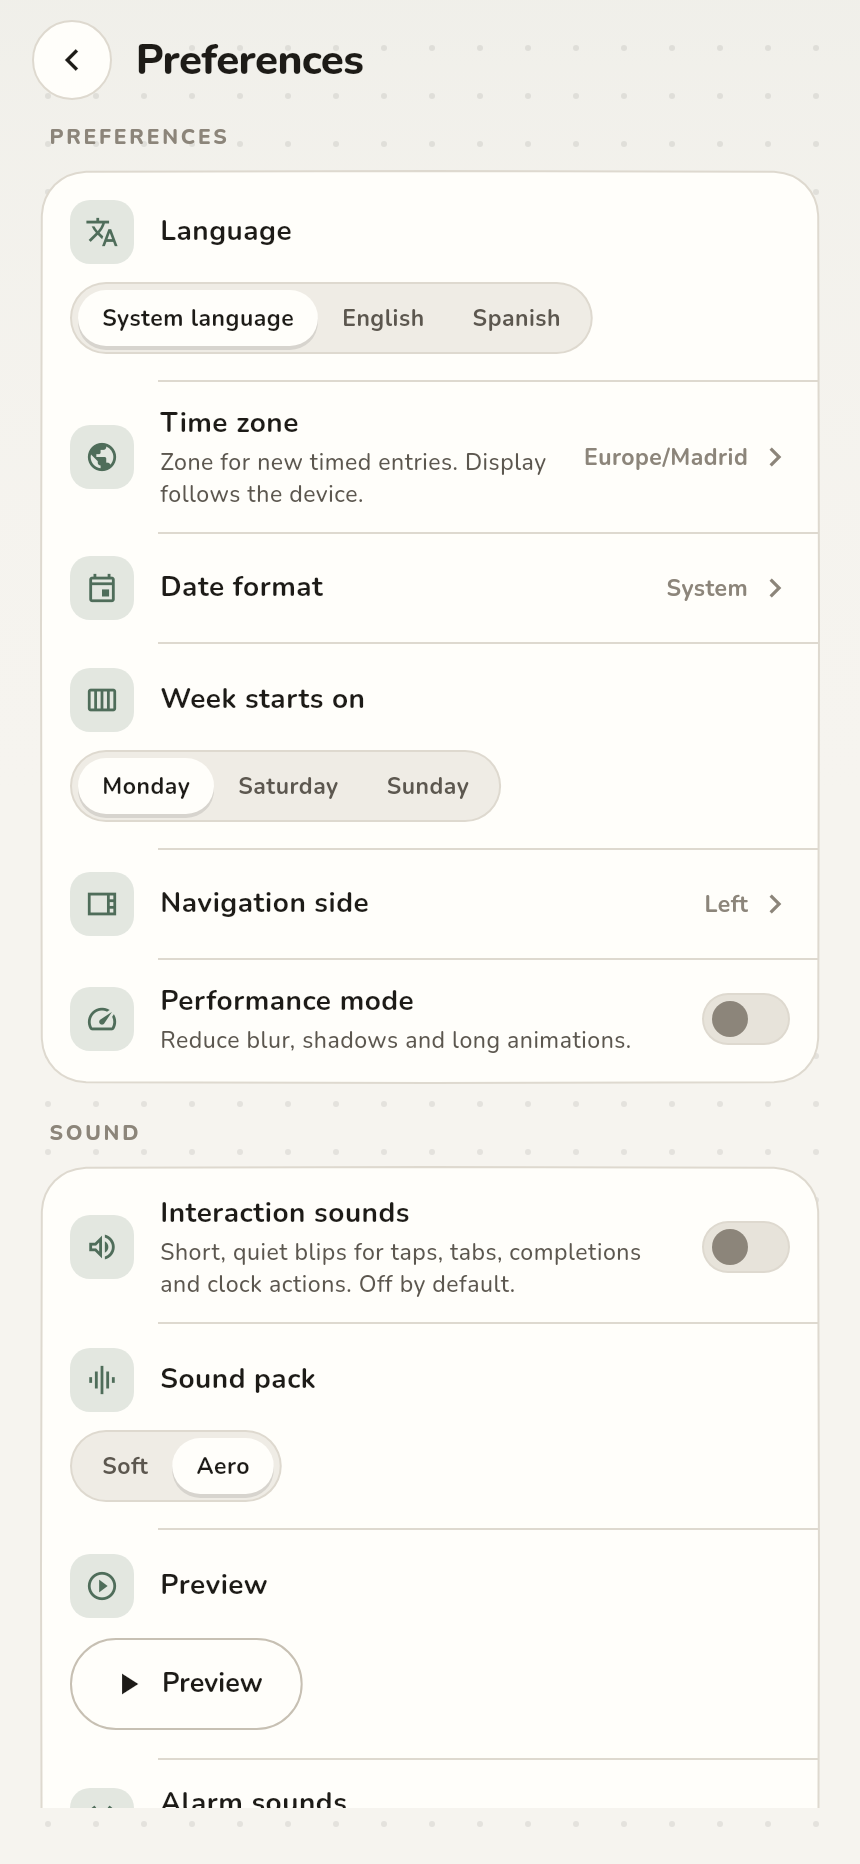 Preferences
PREFERENCES
Language
System language English Spanish
Time zone
Zone for new timed entries. Display
follows the device.
Europe/Madrid
Date format
System
Week starts on
Monday Saturday Sunday
Navigation side
Left
Performance mode
Reduce blur, shadows and long animations.
SOUND
Interaction sounds
Short, quiet blips for taps, tabs, completions
and clock actions. Off by default.
Sound pack
Soft Aero
Preview
Preview
Alarm sounds